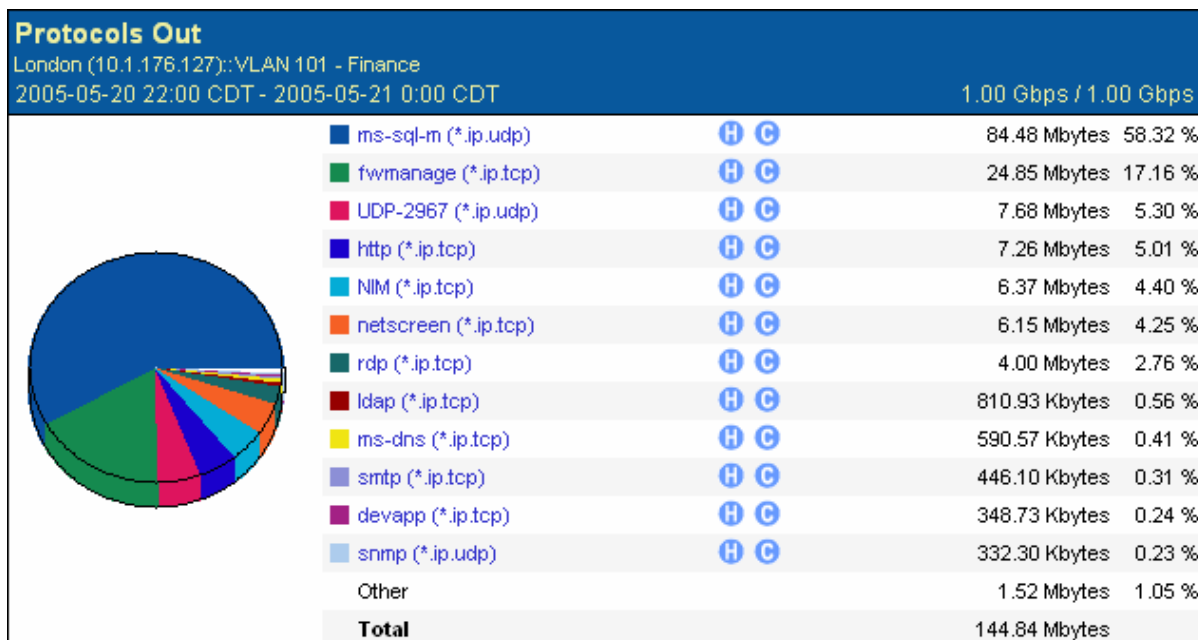 Protocols Out
London (10.1.176.127)::VLAN 101 - Finance
2005-05-20 22:00 CDT - 2005-05-21 0:00 CDT 1.00 Gbps / 1.00 Gbps
ms-sql-m (*.ip.udp) H C 84.48 Mbytes 58.32 %
fwmanage (*.ip.tcp) H C 24.85 Mbytes 17.16 %
UDP-2967 (*.ip.udp) H C 7.68 Mbytes 5.30 %
http (*.ip.tcp) H C 7.26 Mbytes 5.01 %
NIM (*.ip.tcp) H C 6.37 Mbytes 4.40 %
netscreen (*.ip.tcp) H C 6.15 Mbytes 4.25 %
rdp (*.ip.tcp) H C 4.00 Mbytes 2.76 %
ldap (*.ip.tcp) H C 810.93 Kbytes 0.56 %
ms-dns (*.ip.tcp) H C 590.57 Kbytes 0.41 %
smtp (*.ip.tcp) H C 446.10 Kbytes 0.31 %
devapp (*.ip.tcp) H C 348.73 Kbytes 0.24 %
snmp (*.ip.udp) H C 332.30 Kbytes 0.23 %
Other 1.52 Mbytes 1.05 %
Total 144.84 Mbytes